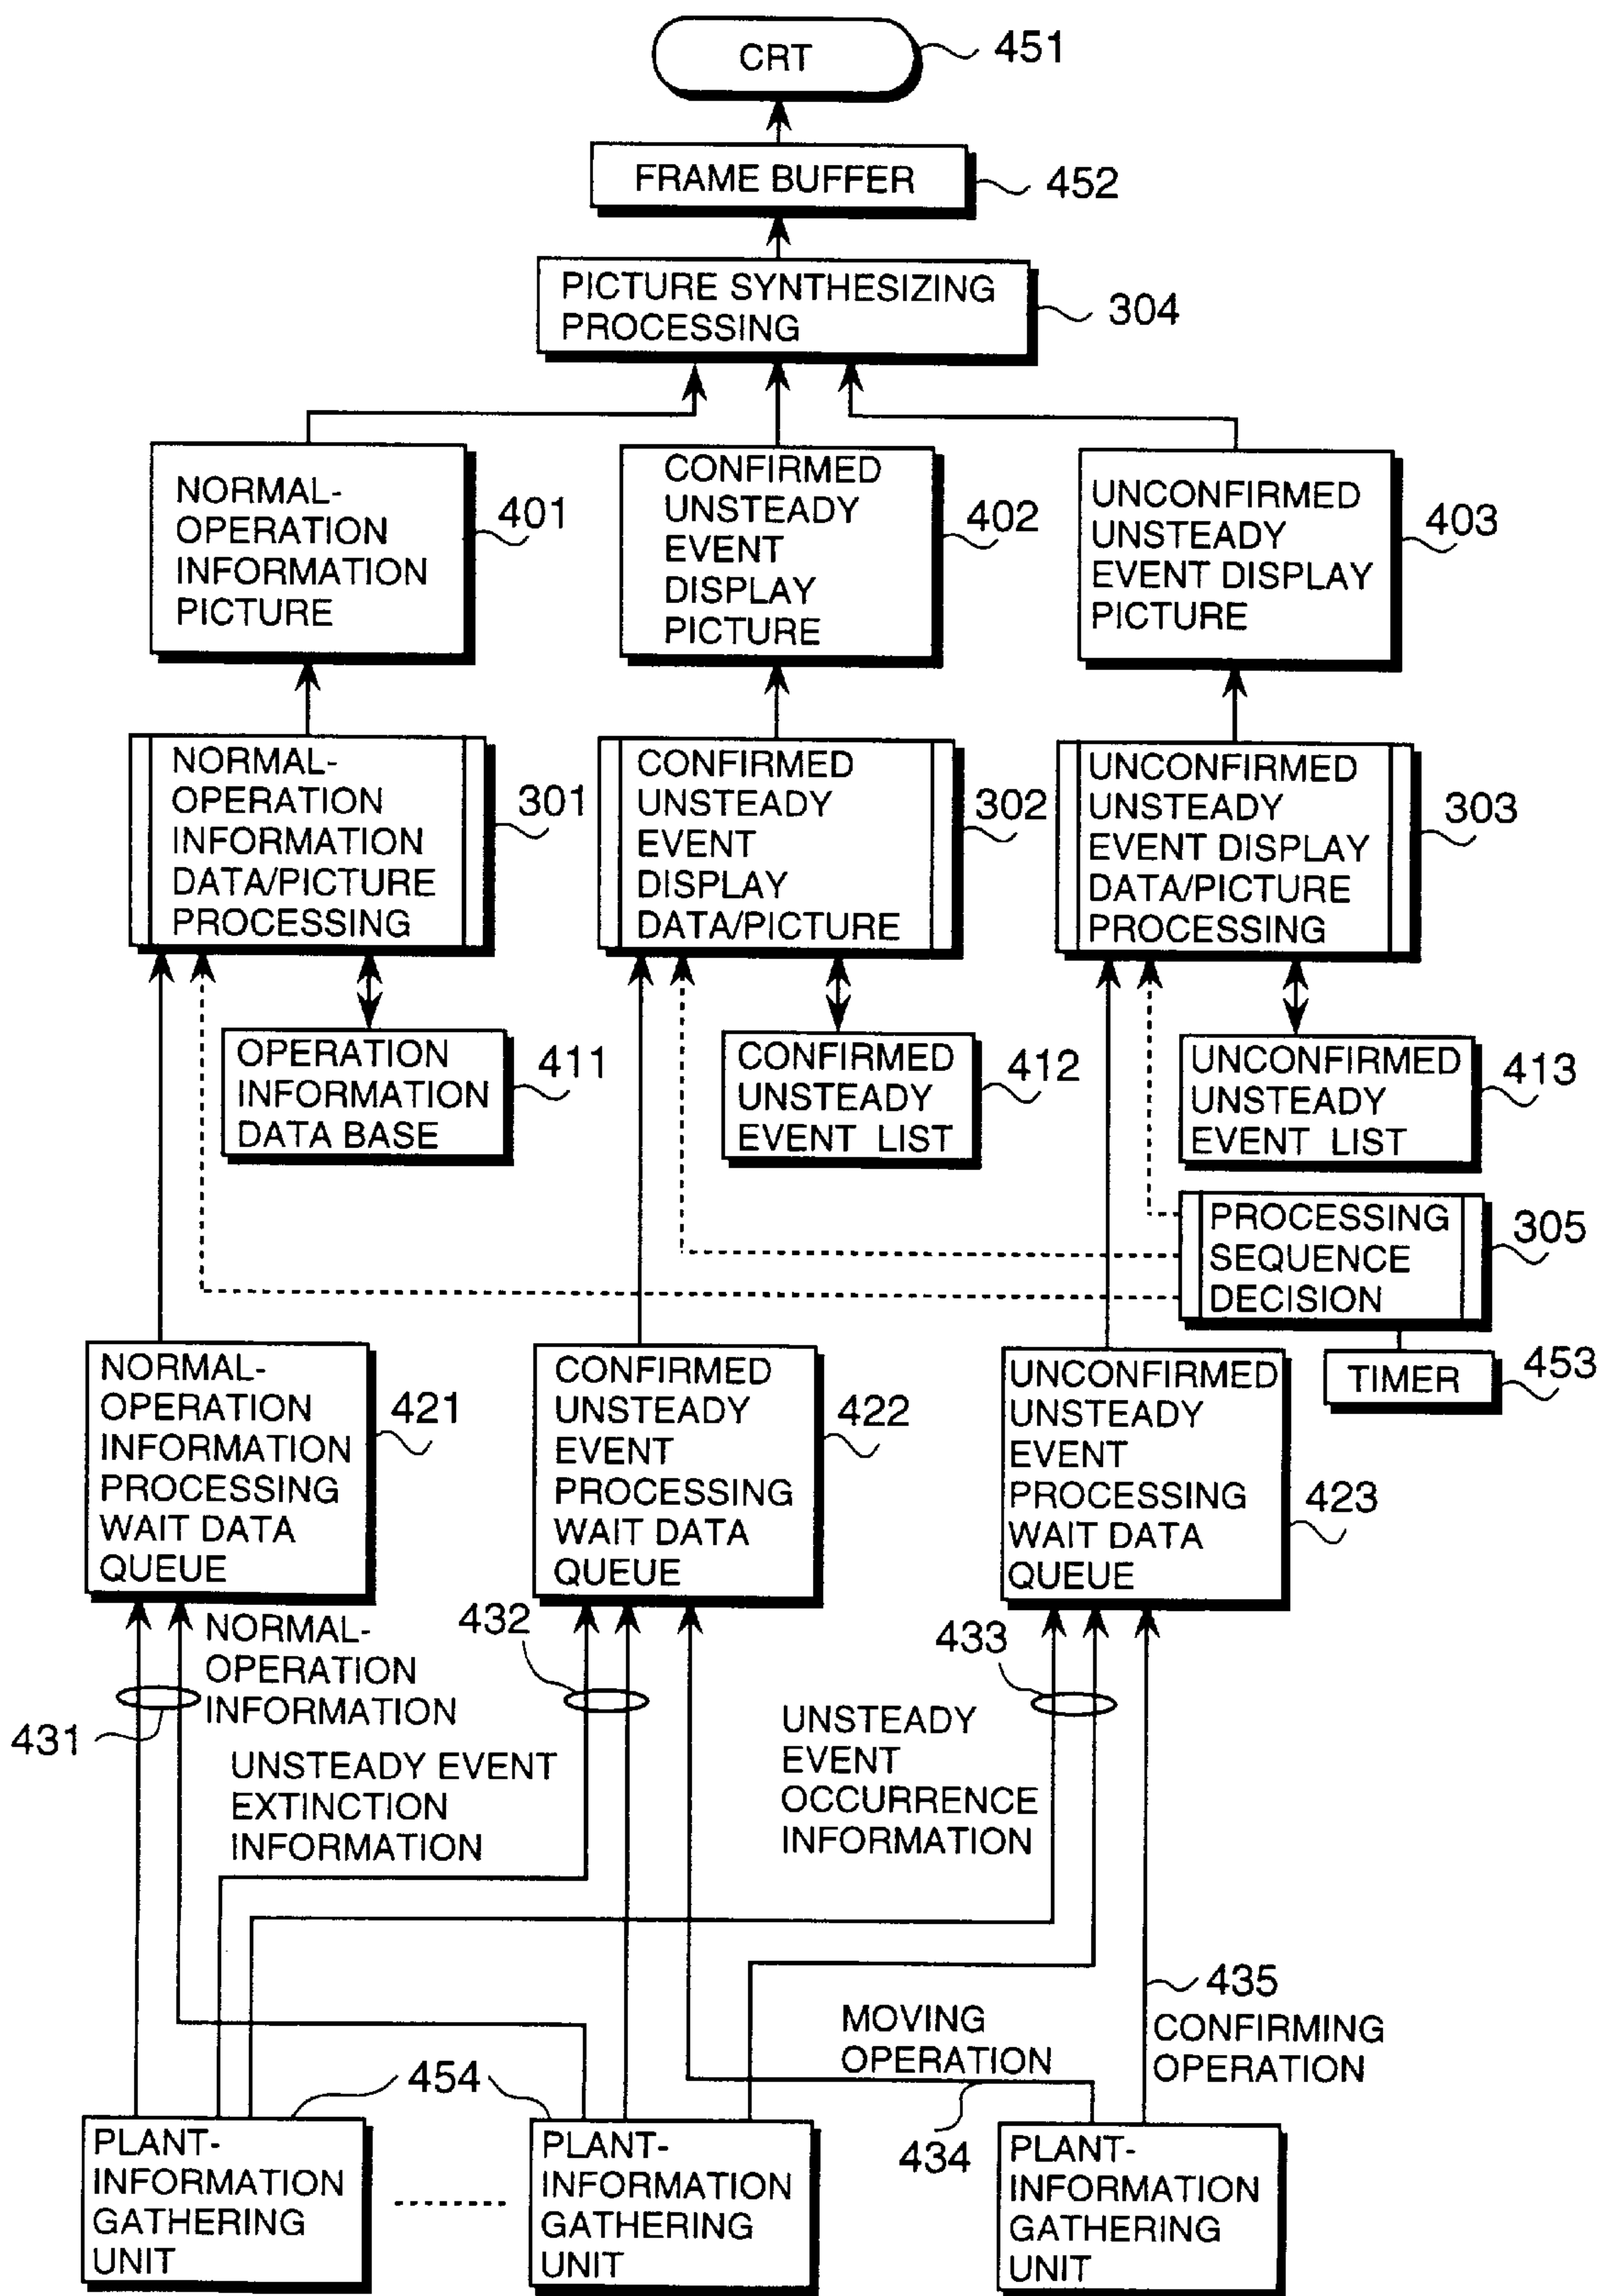 CRT
451
FRAME BUFFER
452
PICTURE SYNTHESIZING
PROCESSING
304
NORMAL-
OPERATION
INFORMATION
PICTURE
401
CONFIRMED
UNSTEADY
EVENT
DISPLAY
PICTURE
402
UNCONFIRMED
UNSTEADY
EVENT DISPLAY
PICTURE
403
NORMAL-
OPERATION
INFORMATION
DATA/PICTURE
PROCESSING
301
CONFIRMED
UNSTEADY
EVENT
DISPLAY
DATA/PICTURE
302
UNCONFIRMED
UNSTEADY
EVENT DISPLAY
DATA/PICTURE
PROCESSING
303
OPERATION
INFORMATION
DATA BASE
411
CONFIRMED
UNSTEADY
EVENT LIST
412
UNCONFIRMED
UNSTEADY
EVENT LIST
413
PROCESSING
SEQUENCE
DECISION
305
TIMER
453
NORMAL-
OPERATION
INFORMATION
PROCESSING
WAIT DATA
QUEUE
421
CONFIRMED
UNSTEADY
EVENT
PROCESSING
WAIT DATA
QUEUE
422
UNCONFIRMED
UNSTEADY
EVENT
PROCESSING
WAIT DATA
QUEUE
423
431
NORMAL-
OPERATION
INFORMATION
432
UNSTEADY EVENT
EXTINCTION
INFORMATION
433
UNSTEADY
EVENT
OCCURRENCE
INFORMATION
435
CONFIRMING
OPERATION
MOVING
OPERATION
434
454
PLANT-
INFORMATION
GATHERING
UNIT
PLANT-
INFORMATION
GATHERING
UNIT
PLANT-
INFORMATION
GATHERING
UNIT